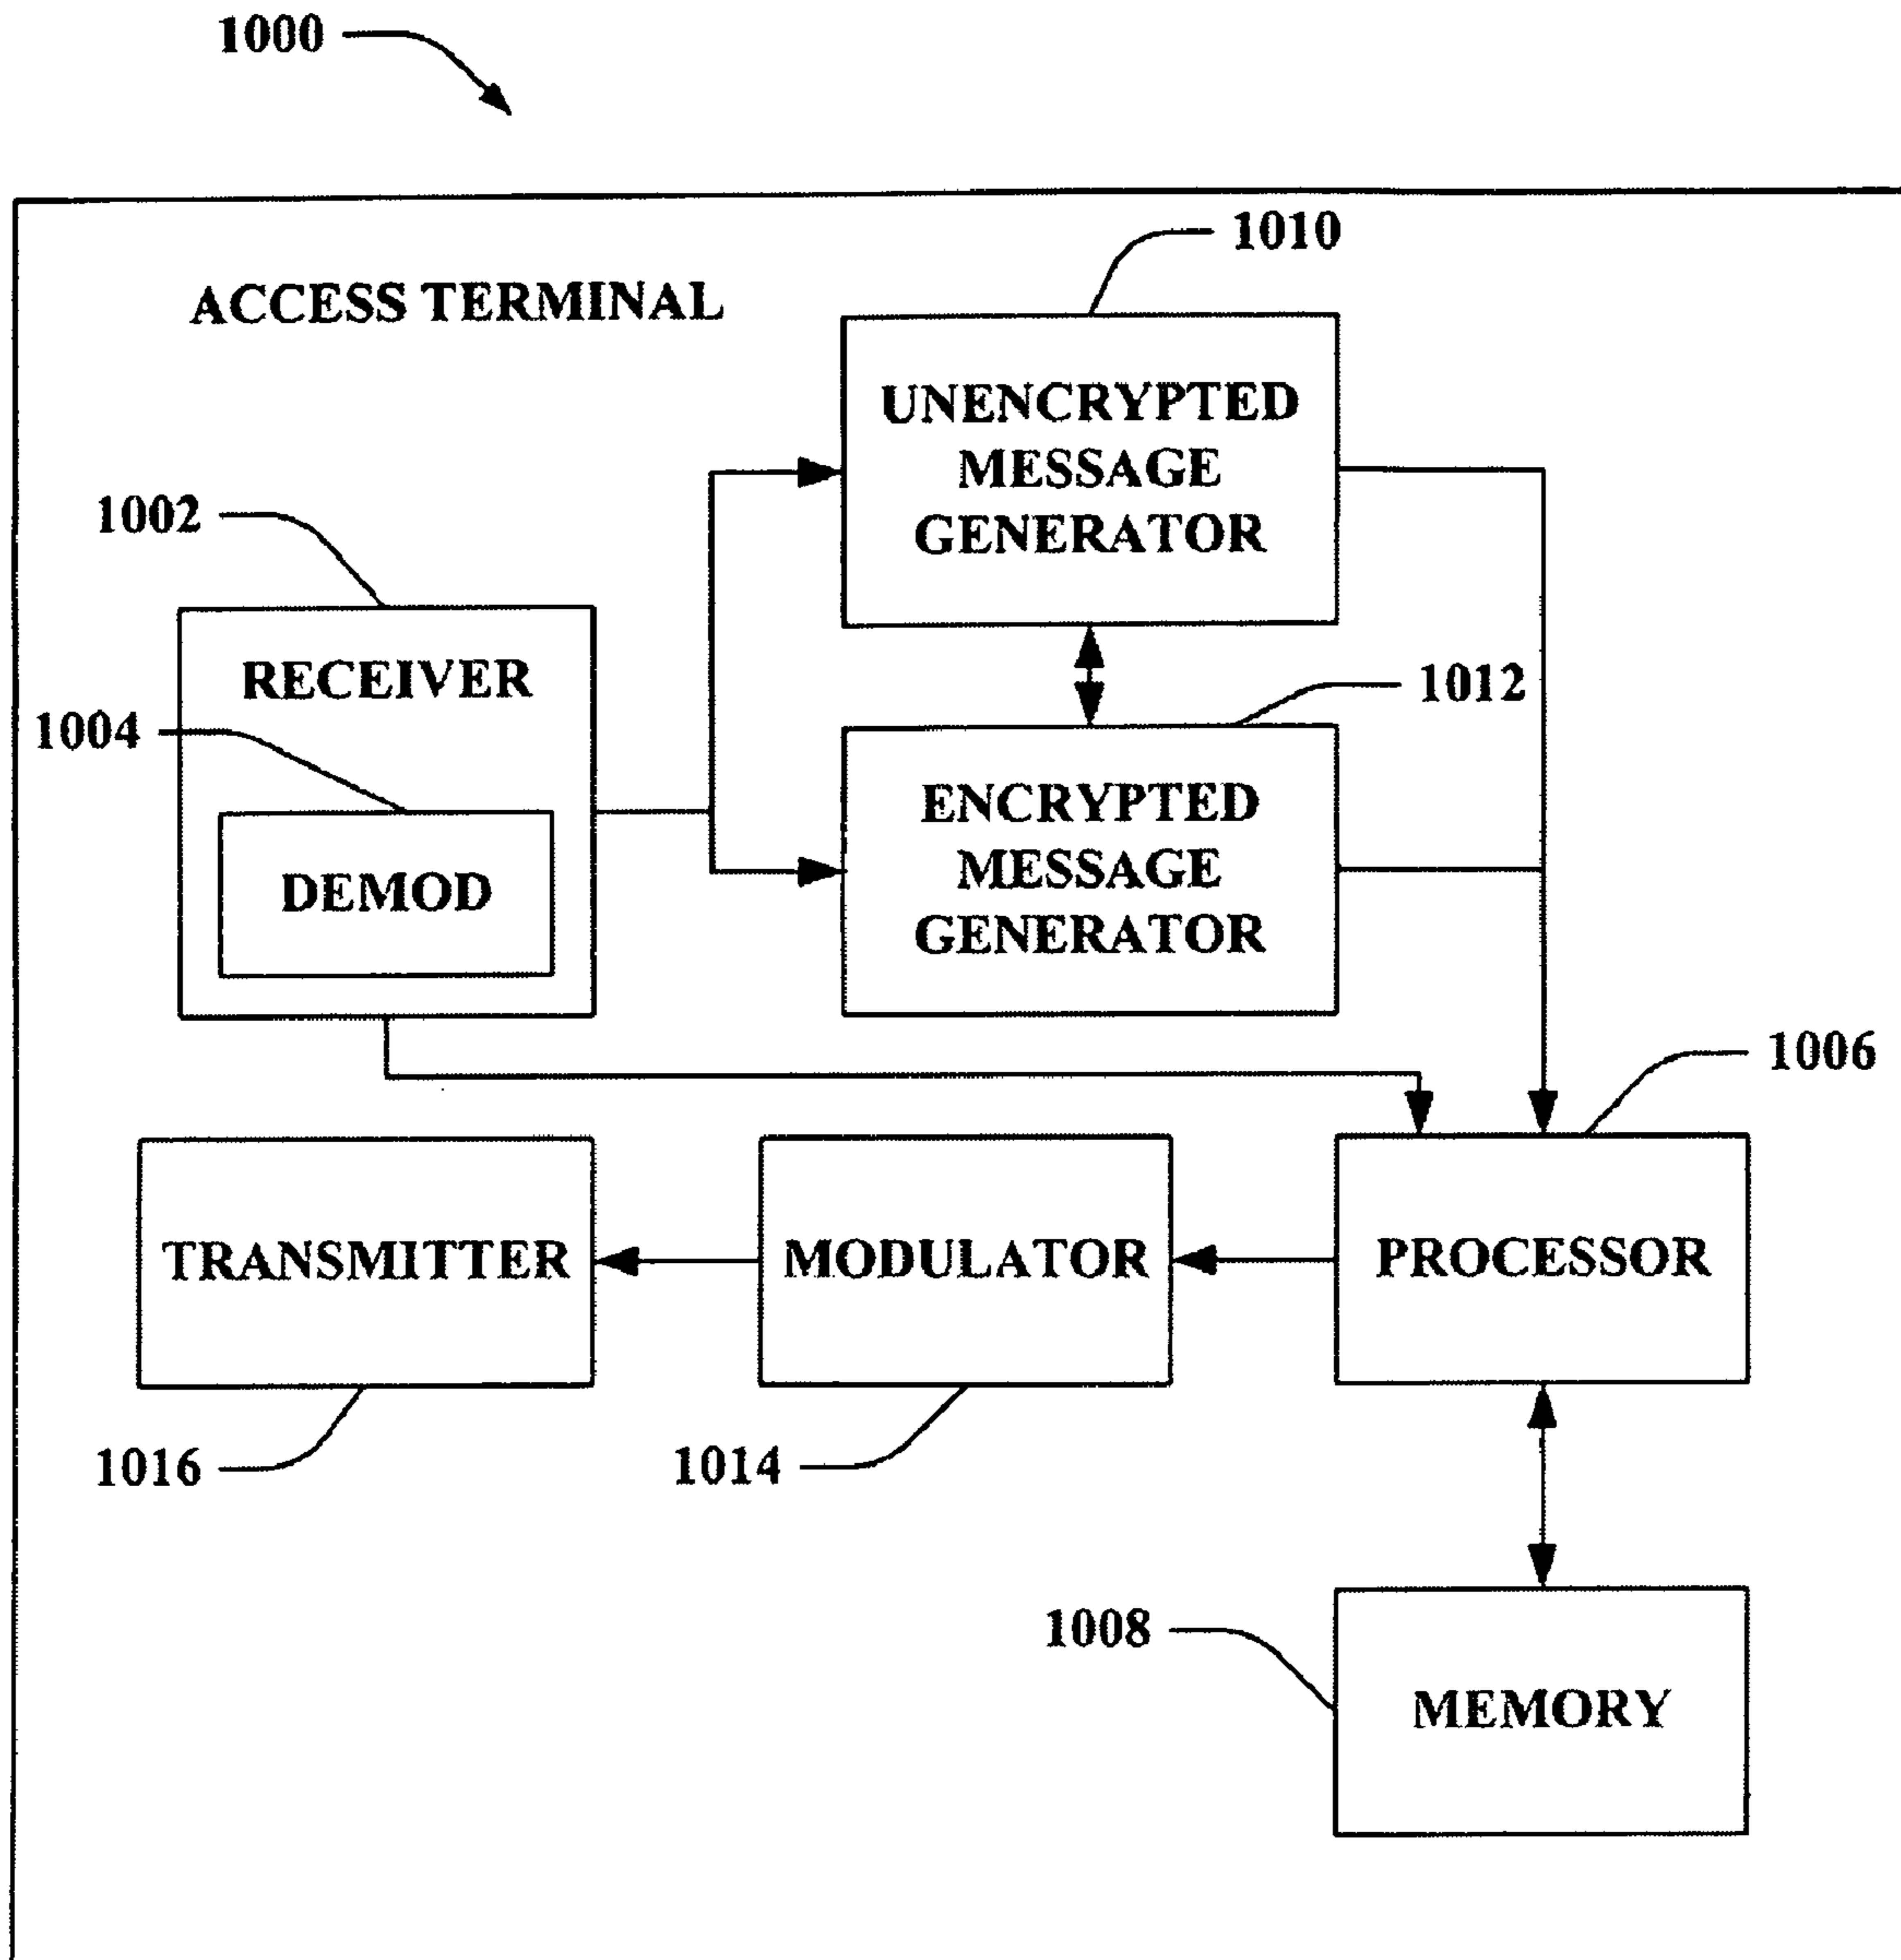 1000
1010
ACCESS TERMINAL
UNENCRYPTED
MESSAGE
GENERATOR
1002
RECEIVER
1004
DEMOD
1012
ENCRYPTED
MESSAGE
GENERATOR
1006
TRANSMITTER
MODULATOR
PROCESSOR
1016
1014
1008
MEMORY